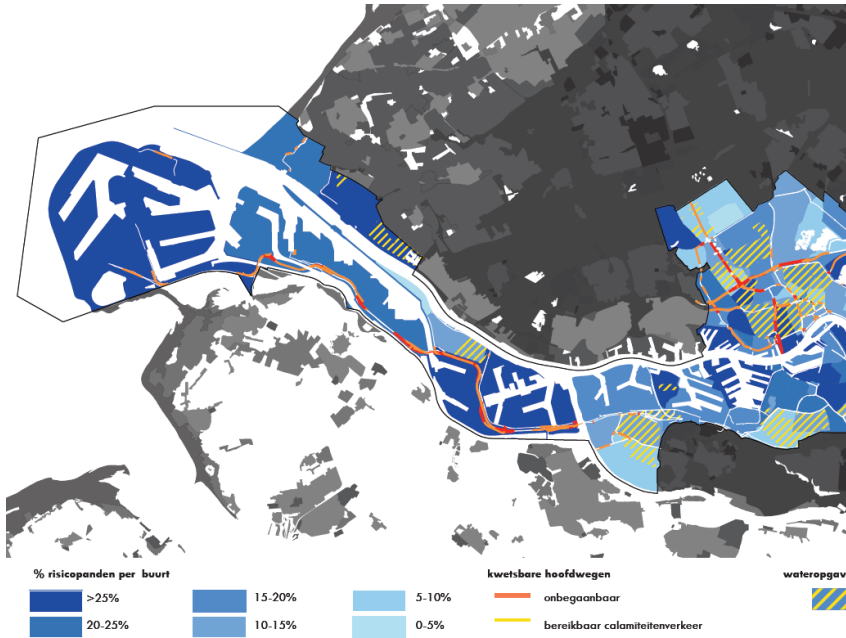 % risicopanden per buurt
kwetsbare hoofdwegen
wateropgav
>25%
15-20%
5-10%
onbegaanbaar
20-25%
10-15%
0-5%
bereikbaar calamiteitenverkeer